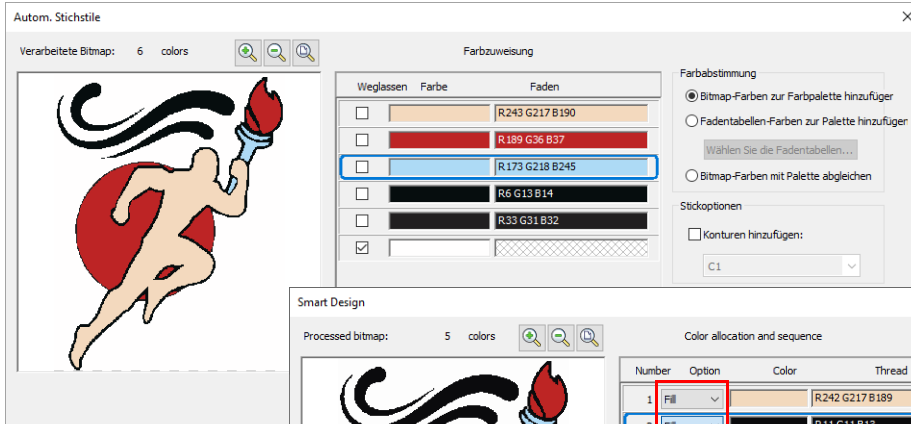 Autom. Stichstile
Verarbeitete Bitmap: 6 colors
Farbzuweisung
Weglassen Farbe Faden
R243 G217 B190
R189 G36 B37
R173 G218 B245
R6 G13 B14
R33 G31 B32
Farbabstimmung
Bitmap-Farben zur Farbpalette hinzufüger
Fadentabellen-Farben zur Palette hinzufüger
Wählen Sie die Fadentabellen...
Bitmap-Farben mit Palette abgleichen
Stickoptionen
Konturen hinzufügen:
C1
Smart Design
Processed bitmap: 5 colors
Color allocation and sequence
Number Option Color Thread
1 Fill R242 G217 B189